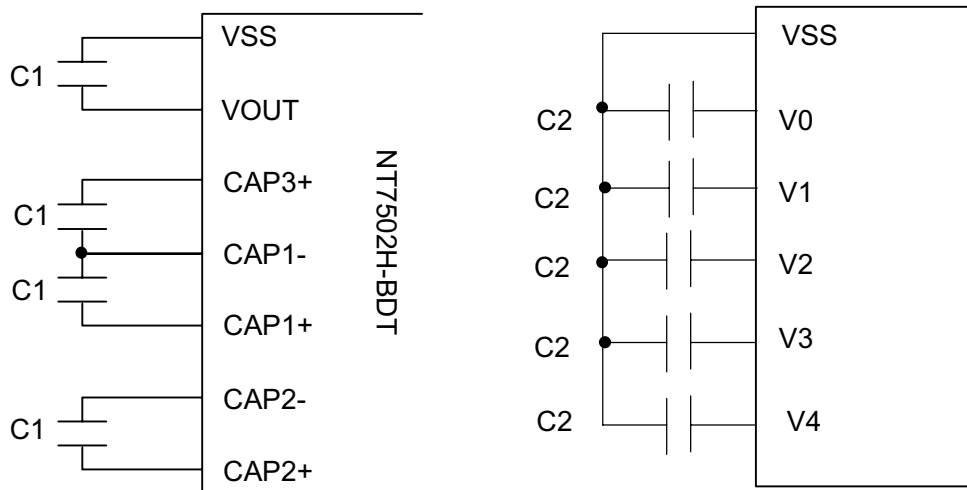 VSS
C1
VOUT
CAP3+
C1
CAP1-
C1
CAP1+
CAP2-
C1
CAP2+
NT7502H-BDT
VSS
C2
V0
C2
V1
C2
V2
C2
V3
C2
V4